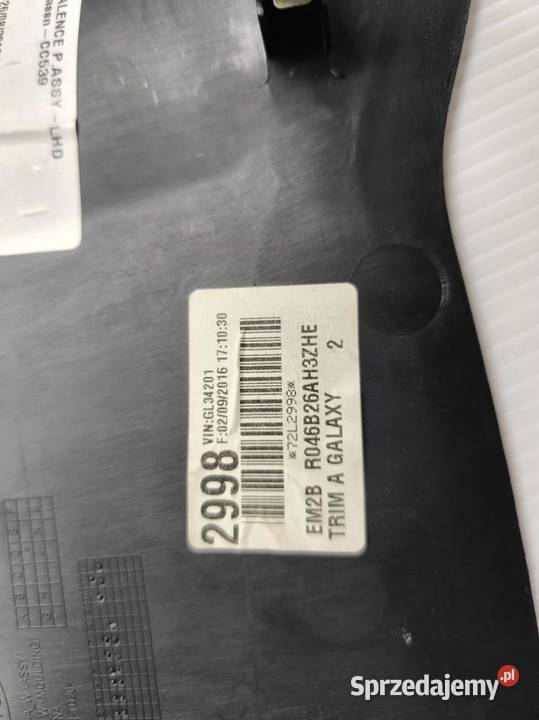 ALENCE P ASSY - LHD
assn - CC539
2998
VIN:GL34201
F:02/09/2016 17:10:30
*72L2998*
EM2B R046B26AH3ZHE
TRIM A GALAXY 2
Sprzedajemy.pl